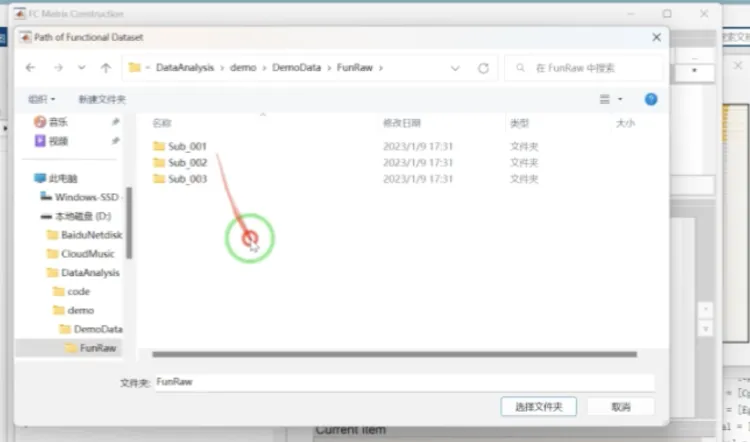 FC Matrix Construction
Path of Functional Dataset
DataAnalysis › demo › DemoData › FunRaw ›
在 FunRaw 中搜索
组织
新建文件夹
名称 修改日期 类型 大小
音乐
视频
此电脑
Windows-SSD
本地磁盘 (D:)
BaiduNetdisk
CloudMusic
DataAnalysis
code
demo
DemoData
FunRaw
Sub_001 2023/1/9 17:31 文件夹
Sub_002 2023/1/9 17:31 文件夹
Sub_003 2023/1/9 17:31 文件夹
文件夹: FunRaw
选择文件夹 取消
Current item